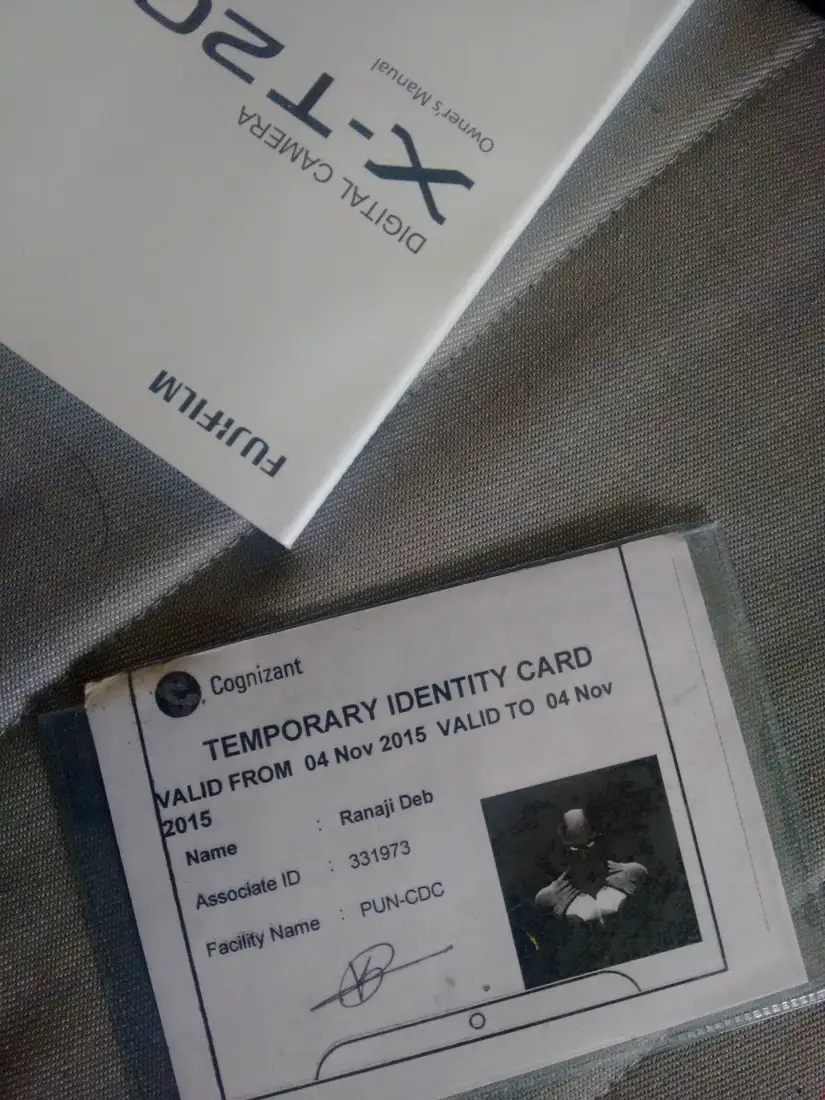 Owner's Manual
X-T20
DIGITAL CAMERA
FUJIFILM
Cognizant
TEMPORARY IDENTITY CARD
VALID FROM 04 Nov 2015 VALID TO 04 Nov
2015
Name : Ranaji Deb
Associate ID : 331973
Facility Name : PUN-CDC